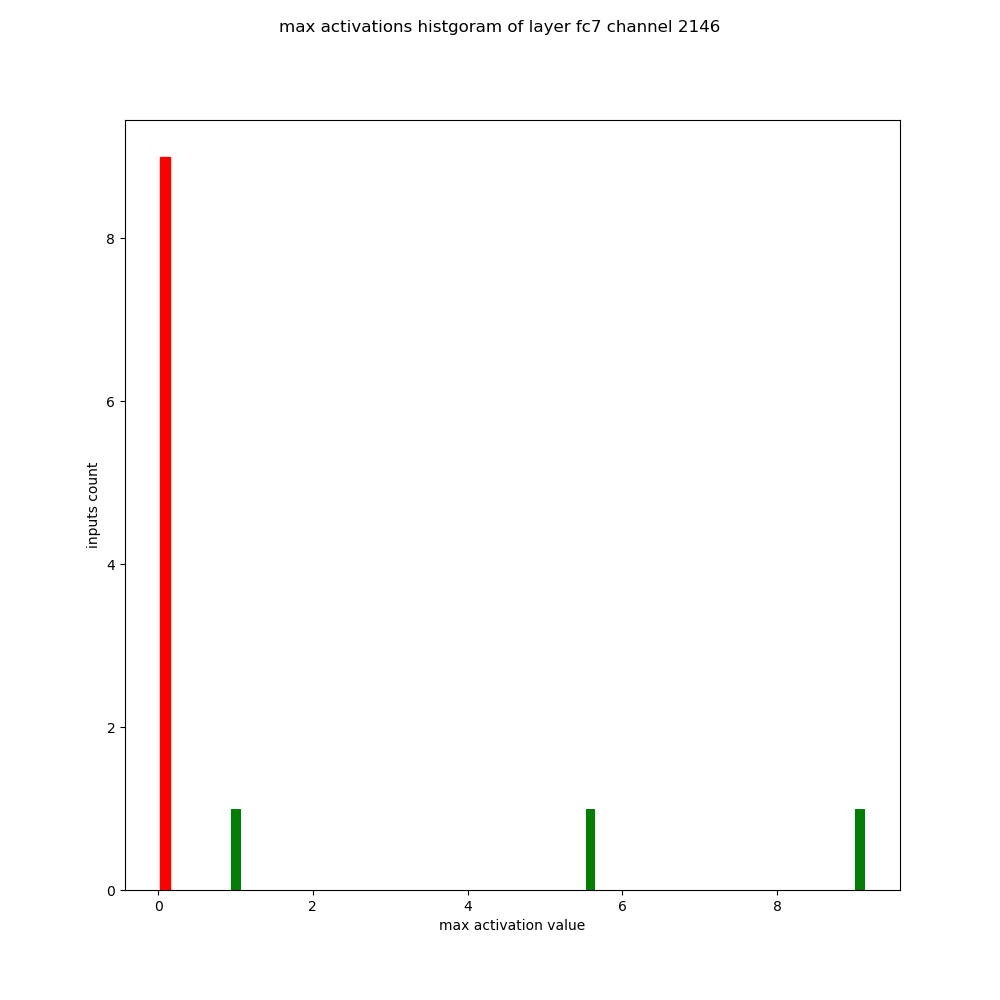 max activations histgoram of layer fc7 channel 2146
8
6
4
2
0
inputs count
0 2 4 6 8
max activation value